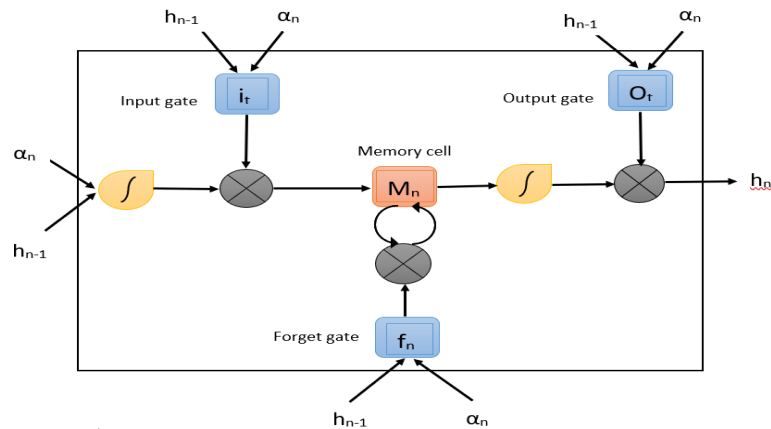 hn-1 αn
hn-1 αn
Input gate
iₜ
Output gate
Oₜ
Memory cell
αn
ʃ
Mn
ʃ
hn
hn-1
Forget gate
fn
hn-1 αn